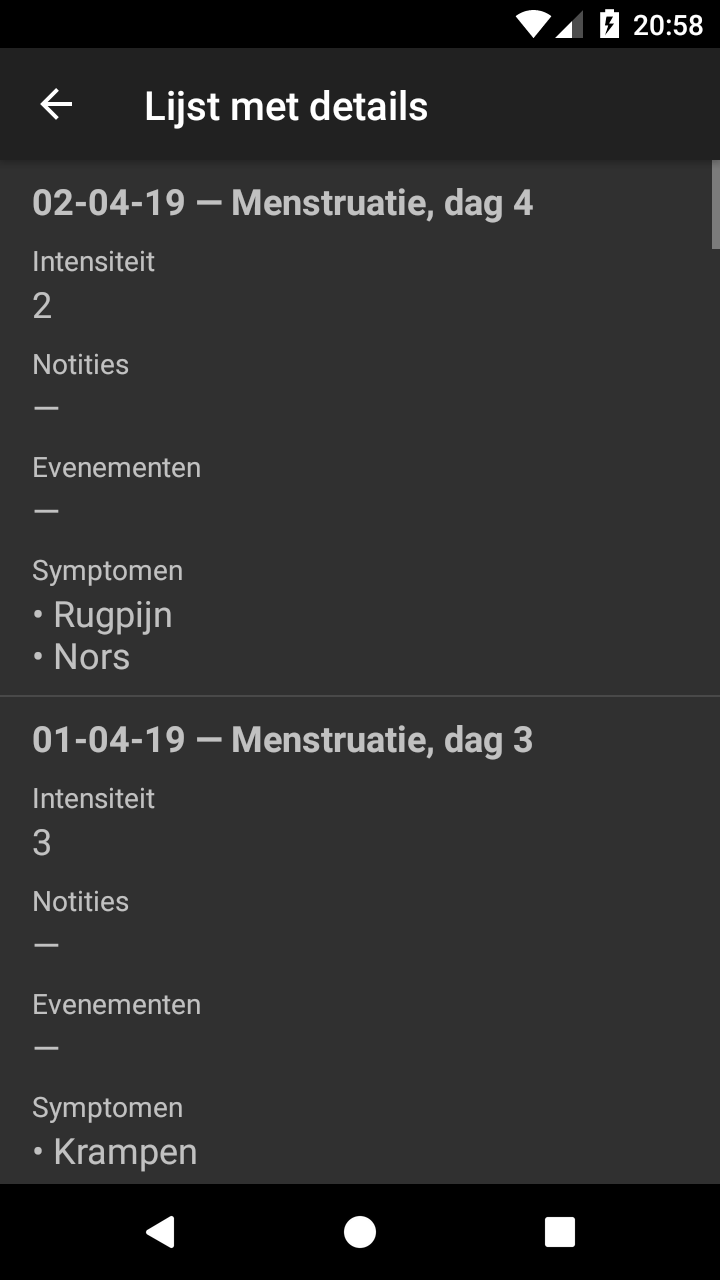 20:58
Lijst met details
02-04-19 — Menstruatie, dag 4
Intensiteit
2
Notities
—
Evenementen
—
Symptomen
• Rugpijn
• Nors
01-04-19 — Menstruatie, dag 3
Intensiteit
3
Notities
—
Evenementen
—
Symptomen
• Krampen